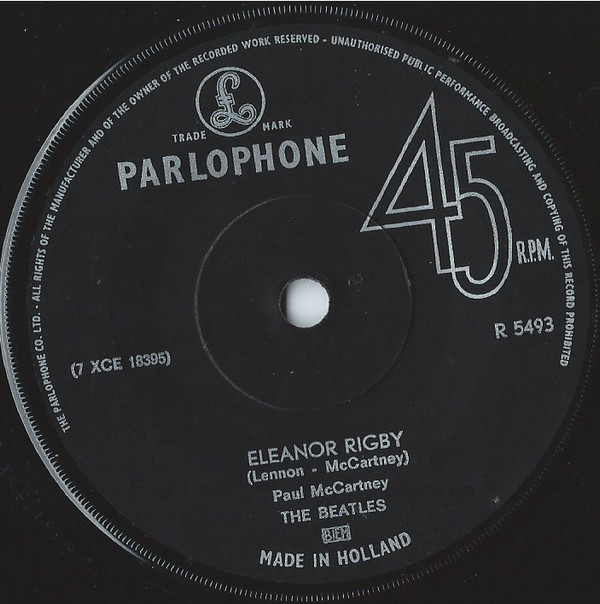 THE PARLOPHONE CO. LTD. - ALL RIGHTS OF THE MANUFACTURER AND OF THE OWNER OF THE RECORDED WORK RESERVED - UNAUTHORISED PUBLIC PERFORMANCE BROADCASTING AND COPYING OF THIS RECORD PROHIBITED
£
TRADE MARK
PARLOPHONE
45
R.P.M.
R 5493
(7 XCE 18395)
ELEANOR RIGBY
(Lennon - McCartney)
Paul McCartney
THE BEATLES
BIEM
MADE IN HOLLAND